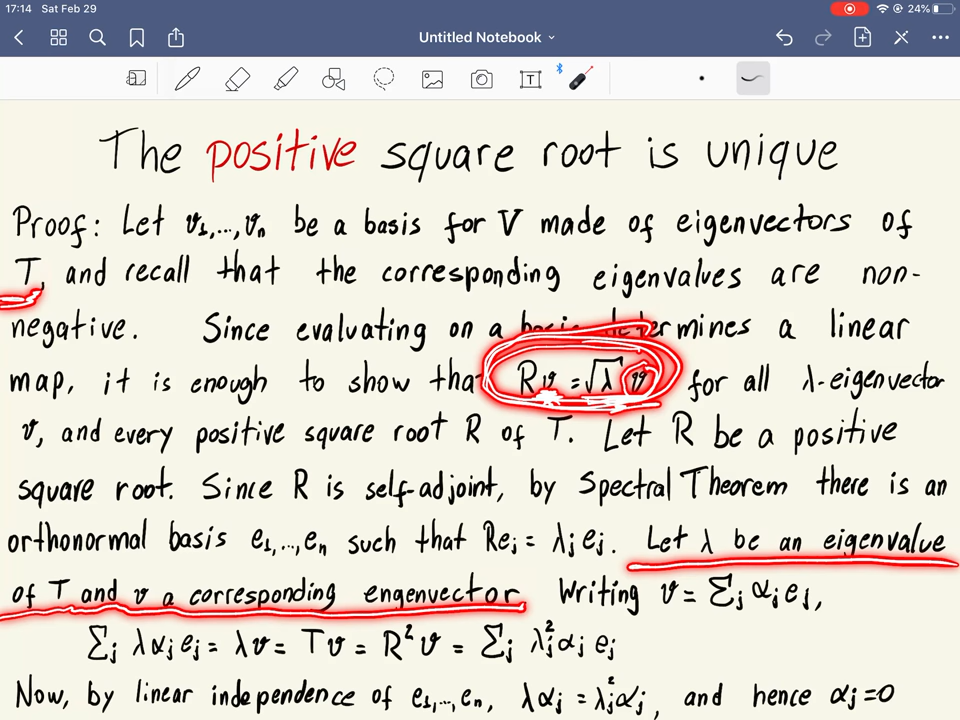 17:14 Sat Feb 29 24%
Untitled Notebook
The positive square root is unique
Proof: Let v₁,...,vₙ be a basis for V made of eigenvectors of
T, and recall that the corresponding eigenvalues are non-
negative. Since evaluating on a basis determines a linear
map, it is enough to show that Rv = √λ v for all λ-eigenvector
v, and every positive square root R of T. Let R be a positive
square root. Since R is self-adjoint, by Spectral Theorem there is an
orthonormal basis e₁,...,eₙ such that Reⱼ = λⱼeⱼ. Let λ be an eigenvalue
of T and v a corresponding engenvector. Writing v = Σⱼ αⱼeⱼ,
Σⱼ λαⱼeⱼ = λv = Tv = R²v = Σⱼ λⱼ²αⱼeⱼ
Now, by linear independence of e₁,...,eₙ, λαⱼ = λⱼ²αⱼ, and hence αⱼ=0